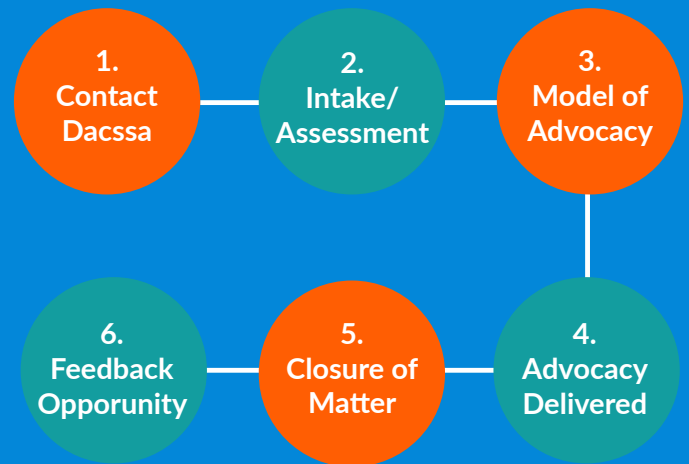 1.
Contact
Dacssa
2.
Intake/
Assessment
3.
Model of
Advocacy
4.
Advocacy
Delivered
5.
Closure of
Matter
6.
Feedback
Opporunity